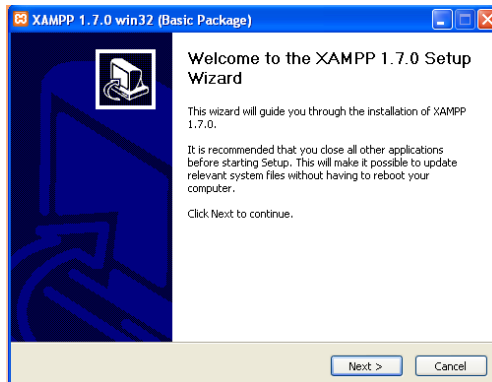 XAMPP 1.7.0 win32 (Basic Package)
Welcome to the XAMPP 1.7.0 Setup
Wizard
This wizard will guide you through the installation of XAMPP
1.7.0.
It is recommended that you close all other applications
before starting Setup. This will make it possible to update
relevant system files without having to reboot your
computer.
Click Next to continue.
Next >
Cancel